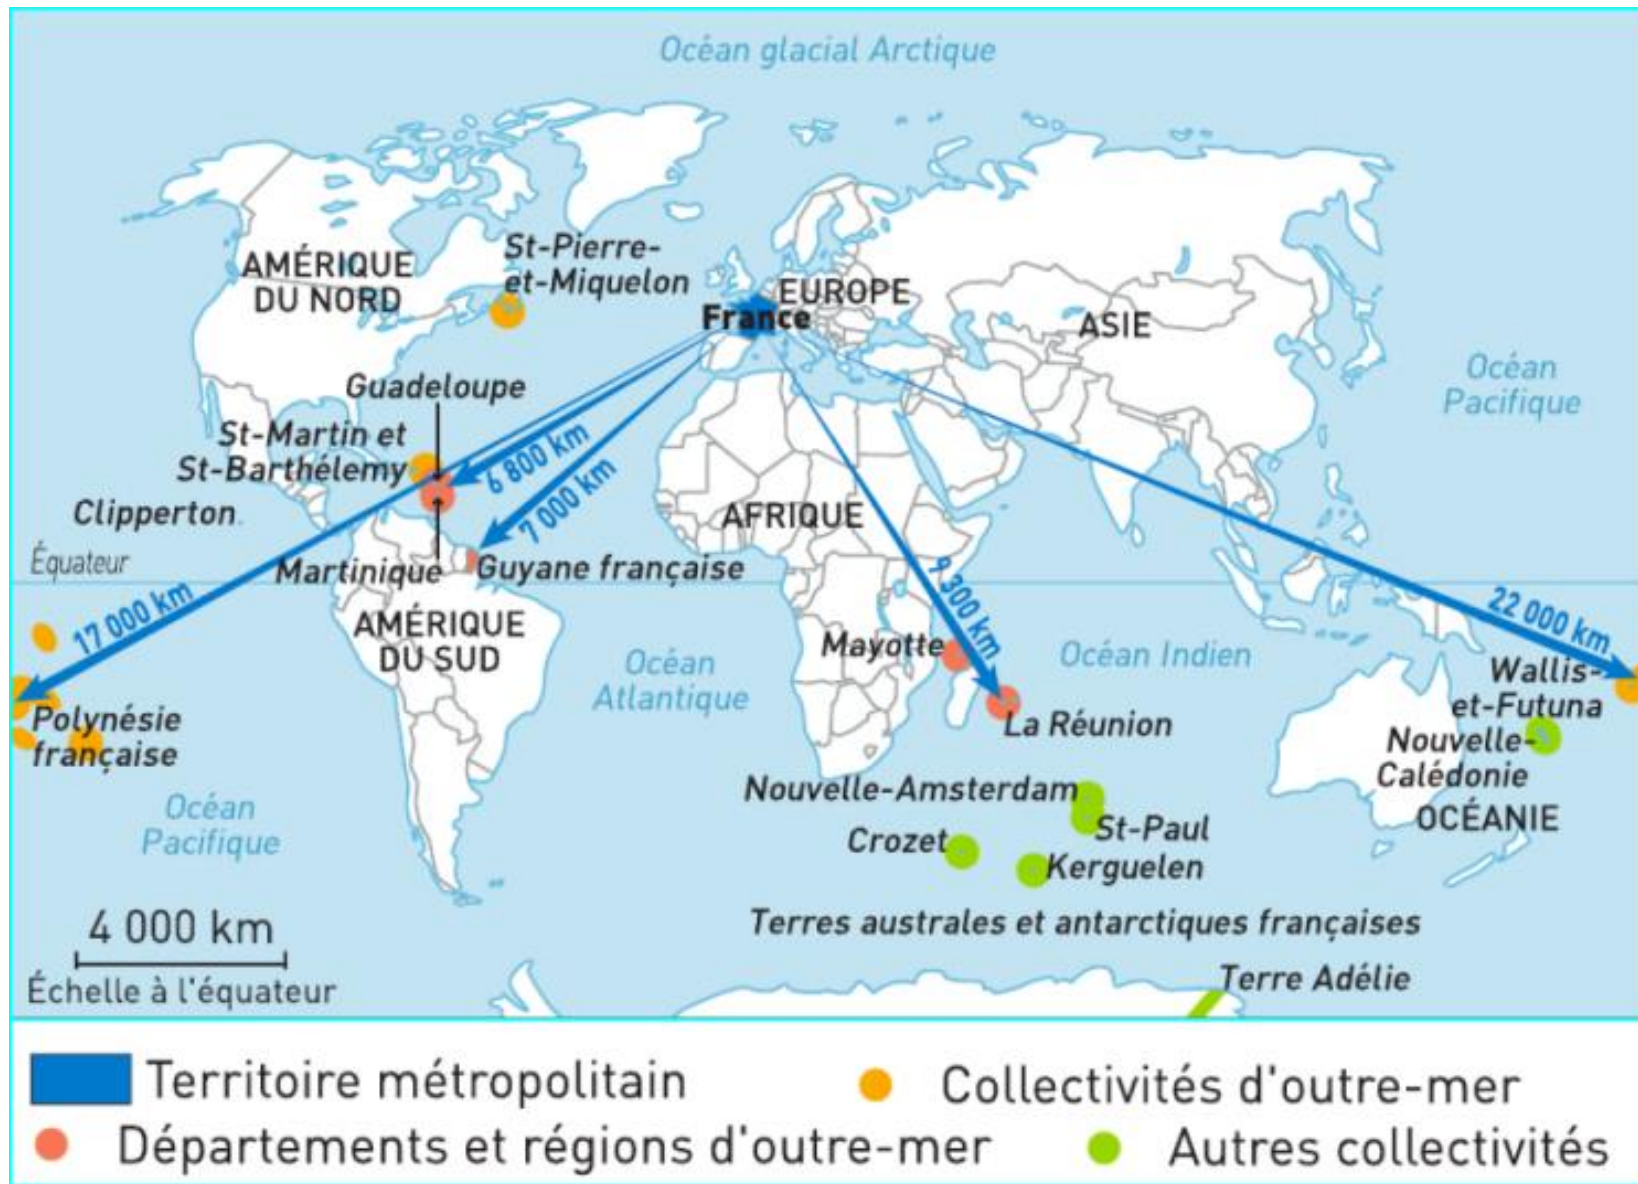 Océan glacial Arctique
AMÉRIQUE
DU NORD
St-Pierre-
et-Miquelon
EUROPE
France
ASIE
Océan
Pacifique
Guadeloupe
St-Martin et
St-Barthélemy
6 800 km
7 000 km
Clipperton
AFRIQUE
Équateur
Martinique
Guyane française
17 000 km
9 300 km
22 000 km
AMÉRIQUE
DU SUD
Mayotte
Océan Indien
Océan
Atlantique
Wallis-
et-Futuna
Polynésie
française
La Réunion
Nouvelle-
Calédonie
Nouvelle-Amsterdam
OCÉANIE
Océan
Pacifique
St-Paul
Crozet
Kerguelen
Terres australes et antarctiques françaises
4 000 km
Échelle à l'équateur
Terre Adélie
Territoire métropolitain
Collectivités d'outre-mer
Départements et régions d'outre-mer
Autres collectivités